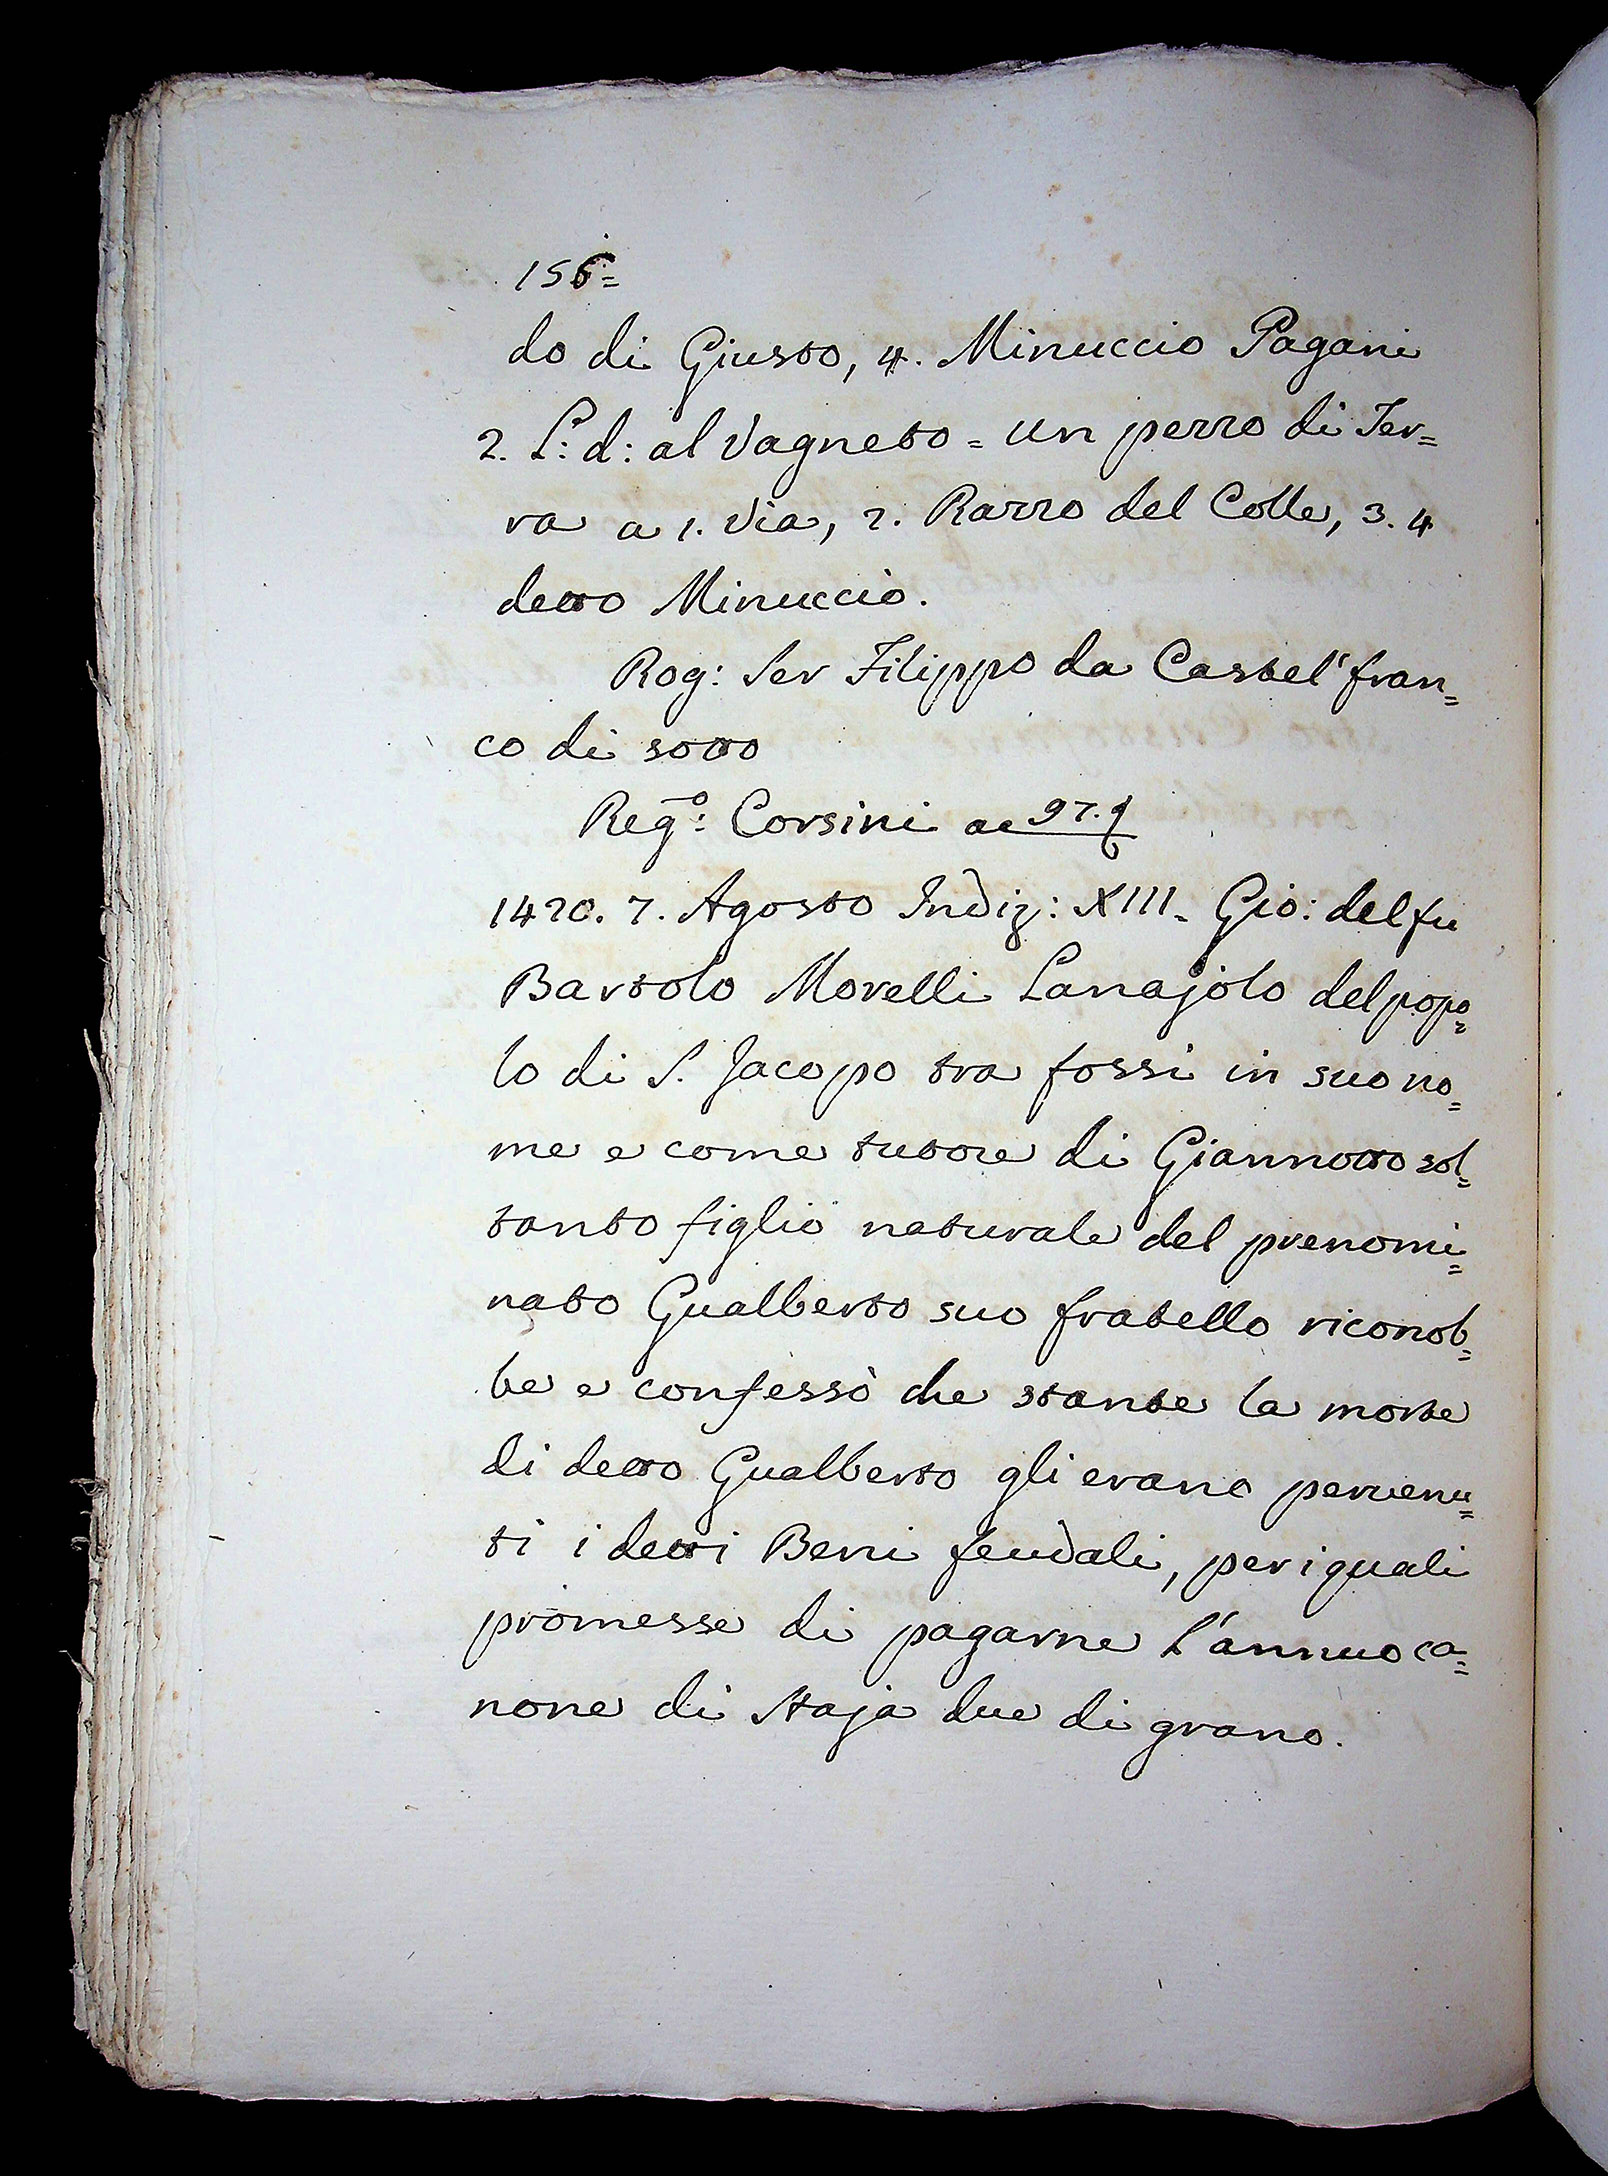 156=
do di Giusto, 4. Minuccio Pagani
2. L: d: al Vagneto = un pezzo di Ter=
ra a 1. via, 2. Razzo del Colle, 3. 4
detto Minuccio.
Rog: Ser Filippo da Castel'fran=
co di sotto
Reg.º: Corsini a 97.
1420. 7. Agosto Indiz: XIII. Gio: del fu
Bartolo Morelli Lanajolo del popo=
lo di S. Jacopo tra fossi in suo no=
me e come tutore di Giannotto sol=
tanto figlio naturale del prenomi=
nato Gualberto suo fratello riconob=
be e confessò che stante la morte
di detto Gualberto gli erano pervenu=
ti i detti Beni feudali, per i quali
promesse di pagarne l'annuo ca=
none di Staja due di grano.